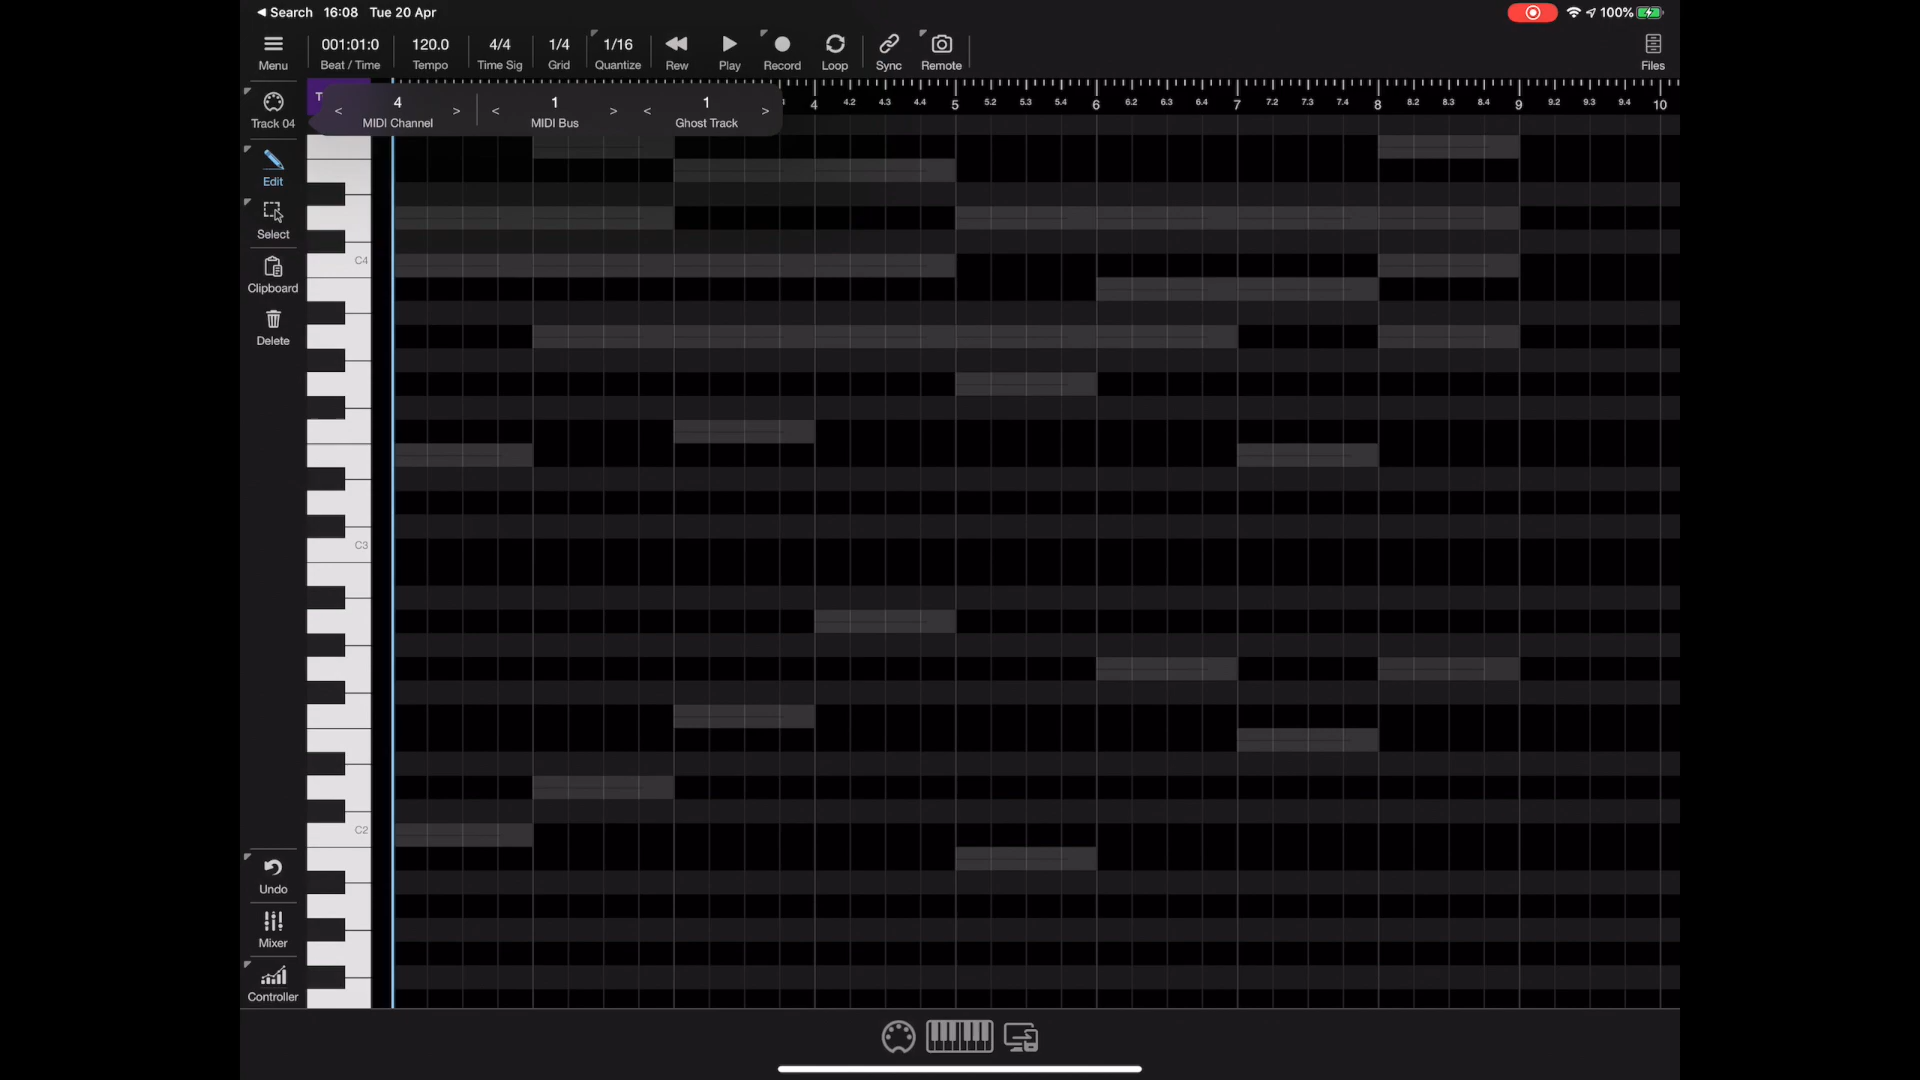 ◀ Search 16:08 Tue 20 Apr 100%
001:01:0 120.0 4/4 1/4 1/16
Menu Beat / Time Tempo Time Sig Grid Quantize Rew Play Record Loop Sync Remote Files
T
< 4 > < 1 > < 1 >
MIDI Channel MIDI Bus Ghost Track
4 4.2 4.3 4.4 5 5.2 5.3 5.4 6 6.2 6.3 6.4 7 7.2 7.3 7.4 8 8.2 8.3 8.4 9 9.2 9.3 9.4 10
Track 04
Edit
Select
C4
Clipboard
Delete
C3
C2
Undo
Mixer
Controller